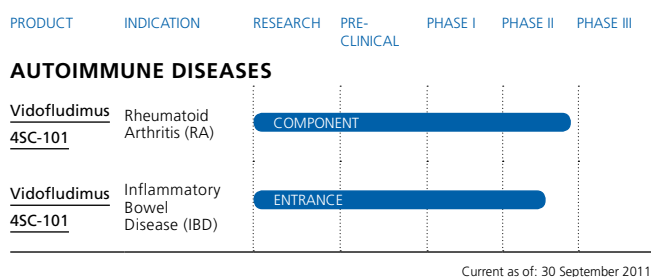 PRODUCT INDICATION RESEARCH PRE-CLINICAL PHASE I PHASE II PHASE III
AUTOIMMUNE DISEASES
Vidofludimus
4SC-101
Rheumatoid
Arthritis (RA)
COMPONENT
Vidofludimus
4SC-101
Inflammatory
Bowel
Disease (IBD)
ENTRANCE
Current as of: 30 September 2011